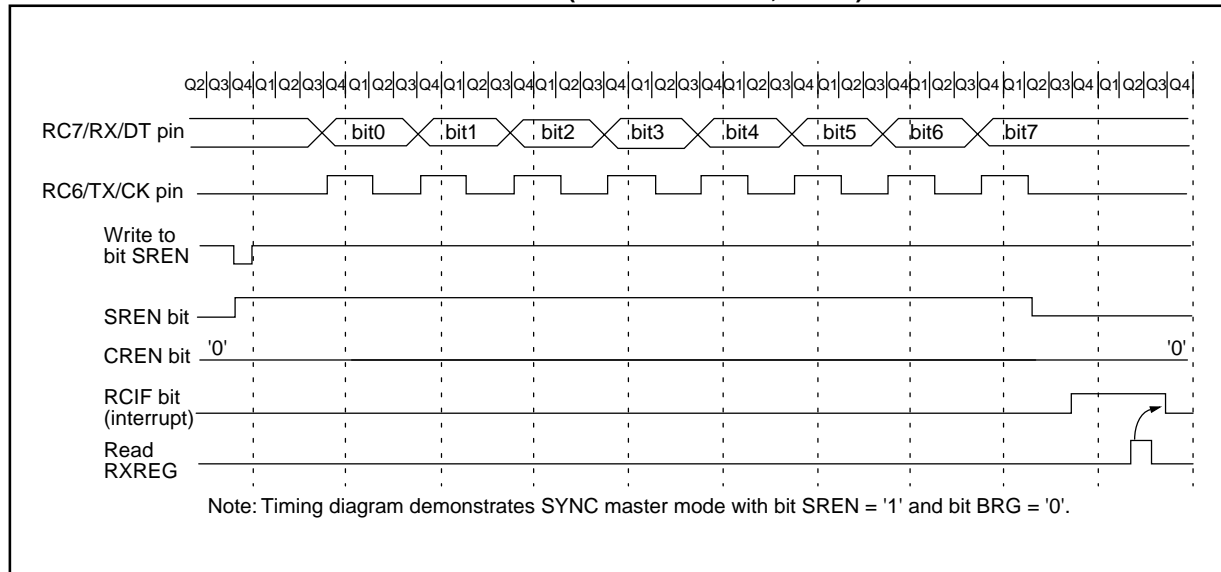 Q2 Q3 Q4 Q1 Q2 Q3 Q4 Q1 Q2 Q3 Q4 Q1 Q2 Q3 Q4 Q1 Q2 Q3 Q4 Q1 Q2 Q3 Q4 Q1 Q2 Q3 Q4 Q1 Q2 Q3 Q4 Q1 Q2 Q3 Q4 Q1 Q2 Q3 Q4 Q1 Q2 Q3 Q4
RC7/RX/DT pin bit0 bit1 bit2 bit3 bit4 bit5 bit6 bit7
RC6/TX/CK pin
Write to
bit SREN
SREN bit
CREN bit '0' '0'
RCIF bit
(interrupt)
Read
RXREG
Note: Timing diagram demonstrates SYNC master mode with bit SREN = '1' and bit BRG = '0'.